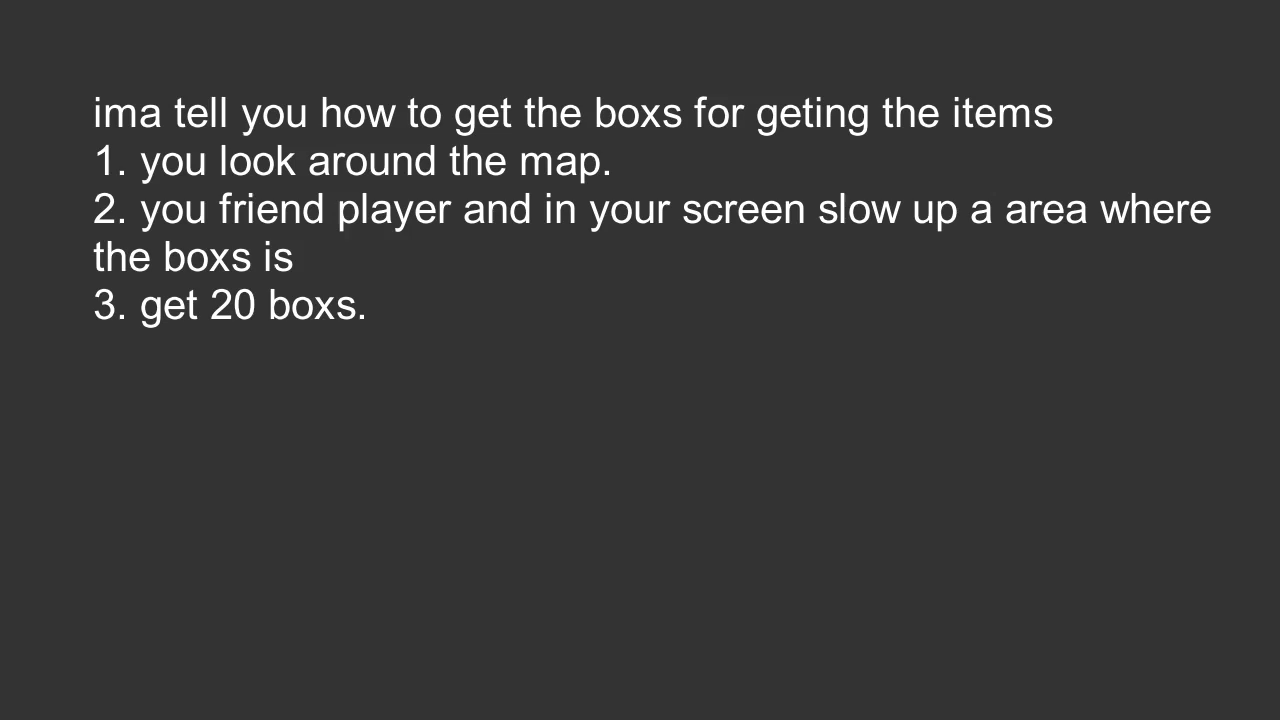 ima tell you how to get the boxs for geting the items
1. you look around the map.
2. you friend player and in your screen slow up a area where
the boxs is
3. get 20 boxs.